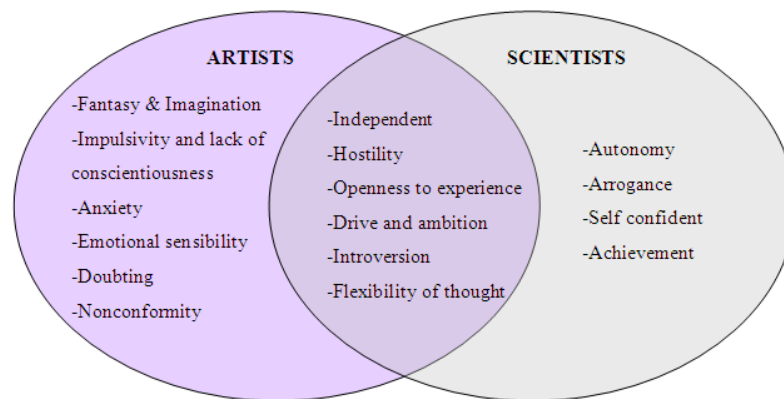 ARTISTS
-Fantasy & Imagination
-Impulsivity and lack of
conscientiousness
-Anxiety
-Emotional sensibility
-Doubting
-Nonconformity
-Independent
-Hostility
-Openness to experience
-Drive and ambition
-Introversion
-Flexibility of thought
SCIENTISTS
-Autonomy
-Arrogance
-Self confident
-Achievement